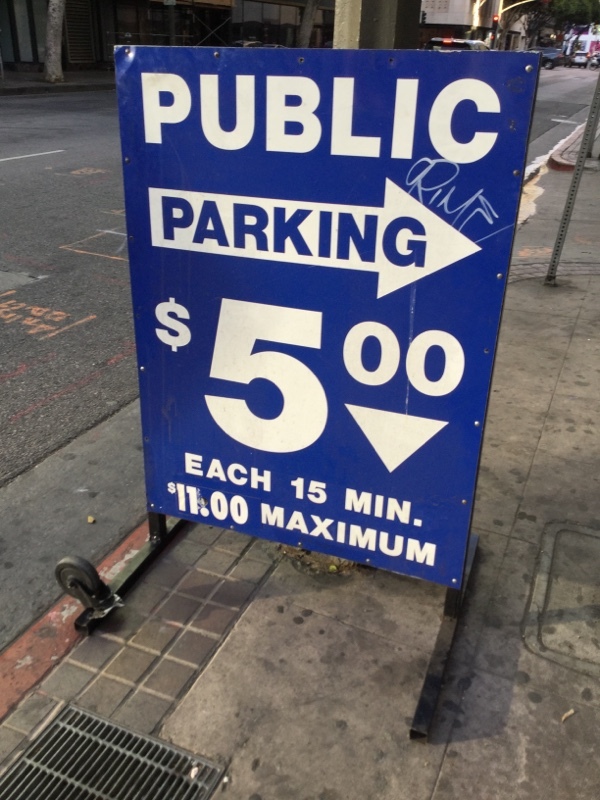 PUBLIC
PARKING
$5.00
EACH 15 MIN.
$11.00 MAXIMUM